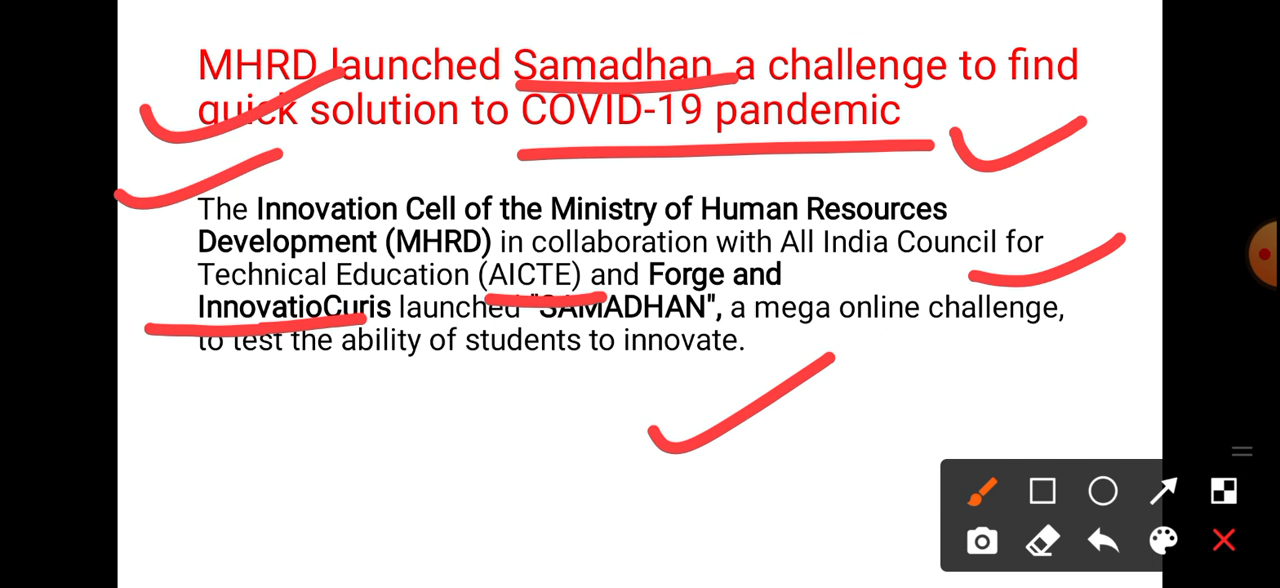 MHRD launched Samadhan, a challenge to find
quick solution to COVID-19 pandemic
The Innovation Cell of the Ministry of Human Resources
Development (MHRD) in collaboration with All India Council for
Technical Education (AICTE) and Forge and
InnovatioCuris launched "SAMADHAN", a mega online challenge,
to test the ability of students to innovate.